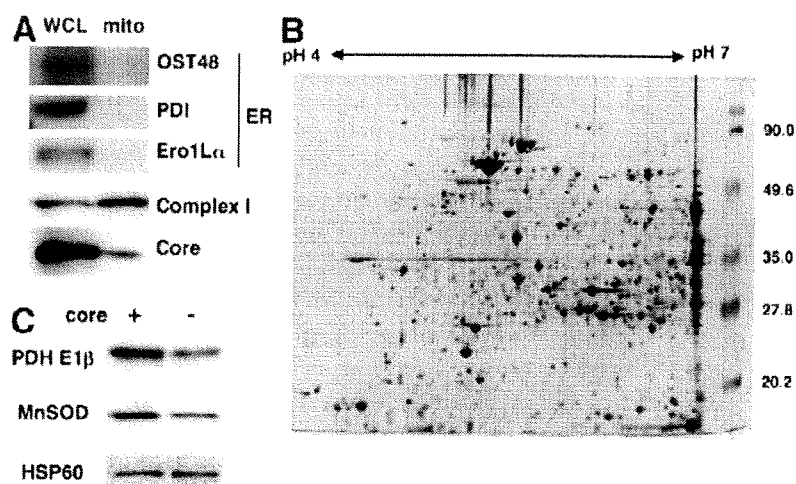 A
WCL mito
OST48
PDI
Ero1Lα
ER
Complex I
Core
B
pH 4
pH 7
90.0
49.6
35.0
27.8
20.2
C
core + -
PDH E1β
MnSOD
HSP60